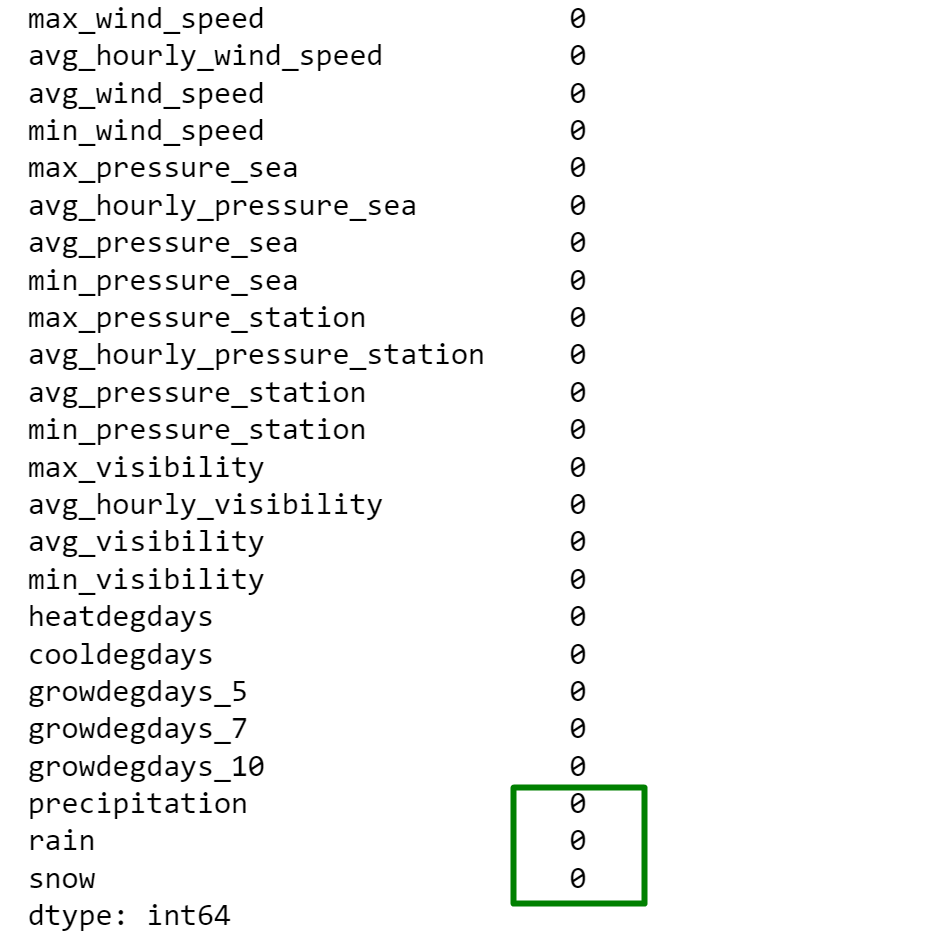 max_wind_speed 0
avg_hourly_wind_speed 0
avg_wind_speed 0
min_wind_speed 0
max_pressure_sea 0
avg_hourly_pressure_sea 0
avg_pressure_sea 0
min_pressure_sea 0
max_pressure_station 0
avg_hourly_pressure_station 0
avg_pressure_station 0
min_pressure_station 0
max_visibility 0
avg_hourly_visibility 0
avg_visibility 0
min_visibility 0
heatdegdays 0
cooldegdays 0
growdegdays_5 0
growdegdays_7 0
growdegdays_10 0
precipitation 0
rain 0
snow 0
dtype: int64